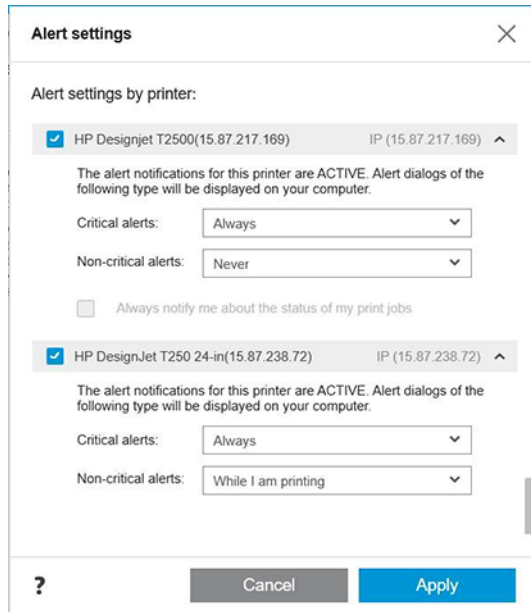 Alert settings
Alert settings by printer:
HP Designjet T2500(15.87.217.169) IP (15.87.217.169)
The alert notifications for this printer are ACTIVE. Alert dialogs of the
following type will be displayed on your computer.
Critical alerts: Always
Non-critical alerts: Never
Always notify me about the status of my print jobs
HP DesignJet T250 24-in(15.87.238.72) IP (15.87.238.72)
The alert notifications for this printer are ACTIVE. Alert dialogs of the
following type will be displayed on your computer.
Critical alerts: Always
Non-critical alerts: While I am printing
? Cancel Apply